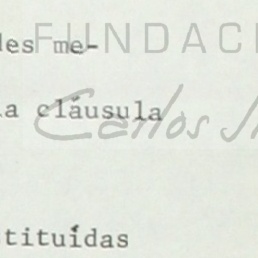 des me-
FUNDACI
la cláusula
Carlos
tituídas